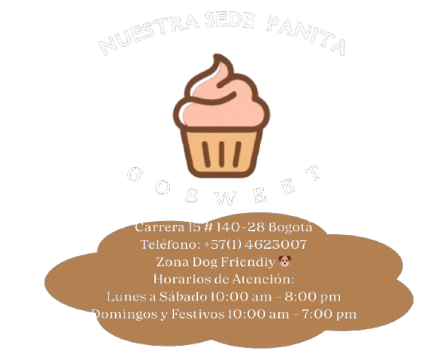 NUESTRA SEDE PANITA
GOSWEET
Carrera 15 # 140-28 Bogotá
Teléfono: +57(1) 4623007
Zona Dog Friendly 🐶
Horarios de Atención:
Lunes a Sábado 10:00 am - 8:00 pm
Domingos y Festivos 10:00 am - 7:00 pm